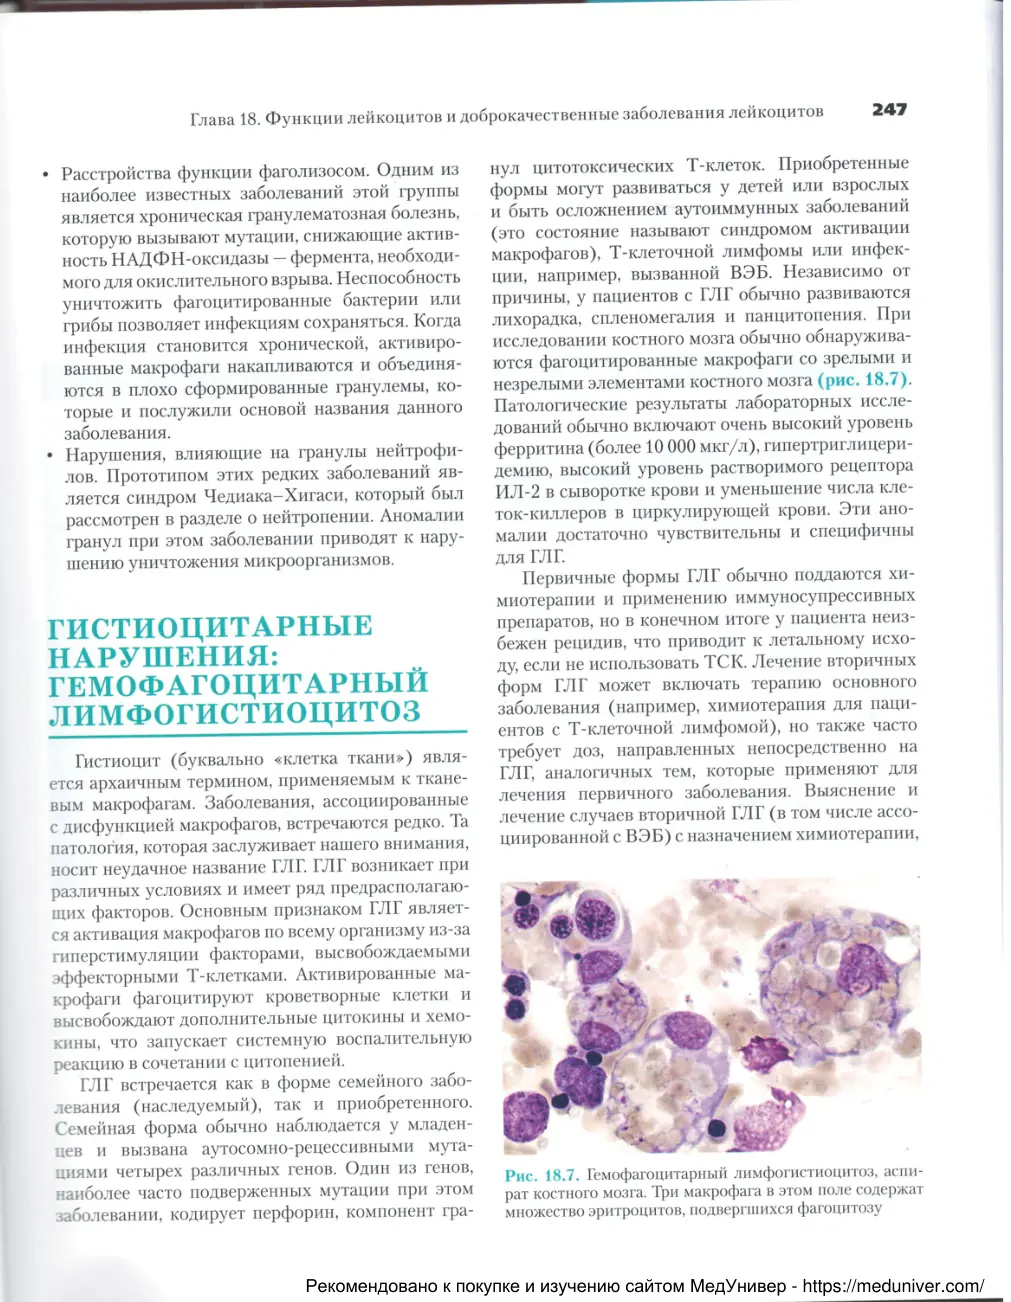 Глава 18. Функции лейкоцитов и доброкачественные заболевания лейкоцитов 247
• Расстройства функции фаголизосом. Одним из
наиболее известных заболеваний этой группы
является хроническая гранулематозная болезнь,
которую вызывают мутации, снижающие актив-
ность НАДФН-оксидазы — фермента, необходи-
мого для окислительного взрыва. Неспособность
уничтожить фагоцитированные бактерии или
грибы позволяет инфекциям сохраняться. Когда
инфекция становится хронической, активиро-
ванные макрофаги накапливаются и объединя-
ются в плохо сформированные гранулемы, ко-
торые и послужили основой названия данного
заболевания.
• Нарушения, влияющие на гранулы нейтрофи-
лов. Прототипом этих редких заболеваний яв-
ляется синдром Чедиака–Хигаси, который был
рассмотрен в разделе о нейтропении. Аномалии
гранул при этом заболевании приводят к нару-
шению уничтожения микроорганизмов.
ГИСТИОЦИТАРНЫЕ
НАРУШЕНИЯ:
ГЕМОФАГОЦИТАРНЫЙ
ЛИМФОГИСТИОЦИТОЗ
Гистиоцит (буквально «клетка ткани») явля-
ется архаичным термином, применяемым к ткане-
вым макрофагам. Заболевания, ассоциированные
с дисфункцией макрофагов, встречаются редко. Та
патология, которая заслуживает нашего внимания,
носит неудачное название ГЛГ. ГЛГ возникает при
различных условиях и имеет ряд предрасполагаю-
щих факторов. Основным признаком ГЛГ являет-
ся активация макрофагов по всему организму из-за
гиперстимуляции факторами, высвобождаемыми
эффекторными Т-клетками. Активированные ма-
крофаги фагоцитируют кроветворные клетки и
высвобождают дополнительные цитокины и хемо-
кины, что запускает системную воспалительную
реакцию в сочетании с цитопенией.
ГЛГ встречается как в форме семейного забо-
левания (наследуемый), так и приобретенного.
Семейная форма обычно наблюдается у младен-
цев и вызвана аутосомно-рецессивными мута-
циями четырех различных генов. Один из генов,
наиболее часто подверженных мутации при этом
заболевании, кодирует перфорин, компонент гра-
нул цитотоксических Т-клеток. Приобретенные
формы могут развиваться у детей или взрослых
и быть осложнением аутоиммунных заболеваний
(это состояние называют синдромом активации
макрофагов), Т-клеточной лимфомы или инфек-
ции, например, вызванной ВЭБ. Независимо от
причины, у пациентов с ГЛГ обычно развиваются
лихорадка, спленомегалия и панцитопения. При
исследовании костного мозга обычно обнаружива-
ются фагоцитированные макрофаги со зрелыми и
незрелыми элементами костного мозга (рис. 18.7).
Патологические результаты лабораторных иссле-
дований обычно включают очень высокий уровень
ферритина (более 10 000 мкг/л), гипертриглицери-
демию, высокий уровень растворимого рецептора
ИЛ-2 в сыворотке крови и уменьшение числа кле-
ток-киллеров в циркулирующей крови. Эти ано-
малии достаточно чувствительны и специфичны
для ГЛГ.
Первичные формы ГЛГ обычно поддаются хи-
миотерапии и применению иммуносупрессивных
препаратов, но в конечном итоге у пациента неиз-
бежен рецидив, что приводит к летальному исхо-
ду, если не использовать ТСК. Лечение вторичных
форм ГЛГ может включать терапию основного
заболевания (например, химиотерапия для паци-
ентов с Т-клеточной лимфомой), но также часто
требует доз, направленных непосредственно на
ГЛГ, аналогичных тем, которые применяют для
лечения первичного заболевания. Выяснение и
лечение случаев вторичной ГЛГ (в том числе ассо-
циированной с ВЭБ) с назначением химиотерапии,
Рис. 18.7. Гемофагоцитарный лимфогистиоцитоз, аспи-
рат костного мозга. Три макрофага в этом поле содержат
множество эритроцитов, подвергшихся фагоцитозу
Рекомендовано к покупке и изучению сайтом МедУнивер - https://meduniver.com/